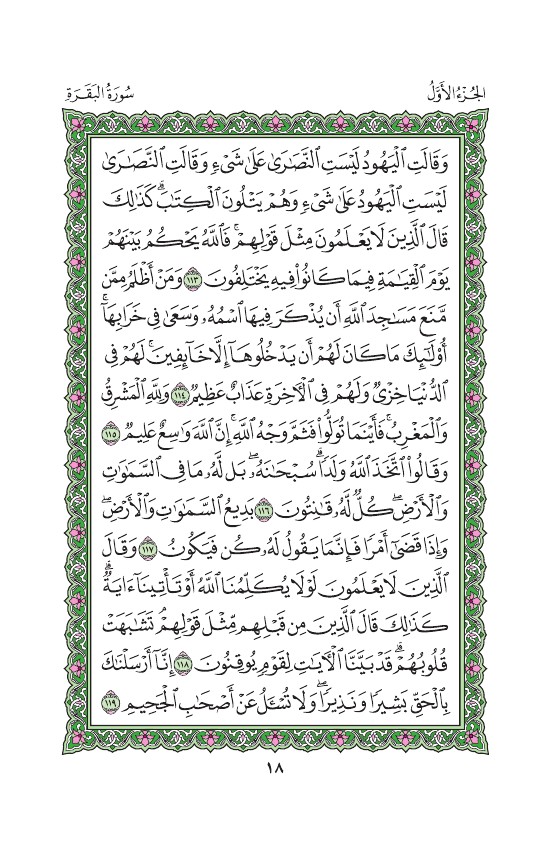 الجُزْءُ الأَوَّلُ
سُورَةُ البَقَرَةِ
وَقَالَتِ ٱلْيَهُودُ لَيْسَتِ ٱلنَّصَٰرَىٰ عَلَىٰ شَىْءٍ وَقَالَتِ ٱلنَّصَٰرَىٰ
لَيْسَتِ ٱلْيَهُودُ عَلَىٰ شَىْءٍ وَهُمْ يَتْلُونَ ٱلْكِتَٰبَۗ كَذَٰلِكَ
قَالَ ٱلَّذِينَ لَا يَعْلَمُونَ مِثْلَ قَوْلِهِمْۚ فَٱللَّهُ يَحْكُمُ بَيْنَهُمْ
يَوْمَ ٱلْقِيَٰمَةِ فِيمَا كَانُوا۟ فِيهِ يَخْتَلِفُونَ ١١٣ وَمَنْ أَظْلَمُ مِمَّن
مَّنَعَ مَسَٰجِدَ ٱللَّهِ أَن يُذْكَرَ فِيهَا ٱسْمُهُۥ وَسَعَىٰ فِى خَرَابِهَآۚ
أُو۟لَٰٓئِكَ مَا كَانَ لَهُمْ أَن يَدْخُلُوهَآ إِلَّا خَآئِفِينَۚ لَهُمْ فِى
ٱلدُّنْيَا خِزْىٌ وَلَهُمْ فِى ٱلْءَاخِرَةِ عَذَابٌ عَظِيمٌ ١١٤ وَلِلَّهِ ٱلْمَشْرِقُ
وَٱلْمَغْرِبُۚ فَأَيْنَمَا تُوَلُّوا۟ فَثَمَّ وَجْهُ ٱللَّهِۚ إِنَّ ٱللَّهَ وَٰسِعٌ عَلِيمٌ ١١٥
وَقَالُوا۟ ٱتَّخَذَ ٱللَّهُ وَلَدًاۗ سُبْحَٰنَهُۥۖ بَل لَّهُۥ مَا فِى ٱلسَّمَٰوَٰتِ
وَٱلْأَرْضِۖ كُلٌّ لَّهُۥ قَٰنِتُونَ ١١٦ بَدِيعُ ٱلسَّمَٰوَٰتِ وَٱلْأَرْضِۖ
وَإِذَا قَضَىٰٓ أَمْرًا فَإِنَّمَا يَقُولُ لَهُۥ كُن فَيَكُونُ ١١٧ وَقَالَ
ٱلَّذِينَ لَا يَعْلَمُونَ لَوْلَا يُكَلِّمُنَا ٱللَّهُ أَوْ تَأْتِينَآ ءَايَةٌۗ
كَذَٰلِكَ قَالَ ٱلَّذِينَ مِن قَبْلِهِم مِّثْلَ قَوْلِهِمْۘ تَشَٰبَهَتْ
قُلُوبُهُمْۗ قَدْ بَيَّنَّا ٱلْءَايَٰتِ لِقَوْمٍ يُوقِنُونَ ١١٨ إِنَّآ أَرْسَلْنَٰكَ
بِٱلْحَقِّ بَشِيرًا وَنَذِيرًاۖ وَلَا تُسْـَٔلُ عَنْ أَصْحَٰبِ ٱلْجَحِيمِ ١١٩
١٨